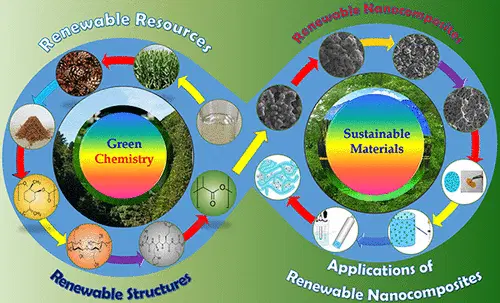 Renewable Resources
Renewable Nanocomposites
Green
Chemistry
Sustainable
Materials
Renewable Structures
Applications of
Renewable Nanocomposites